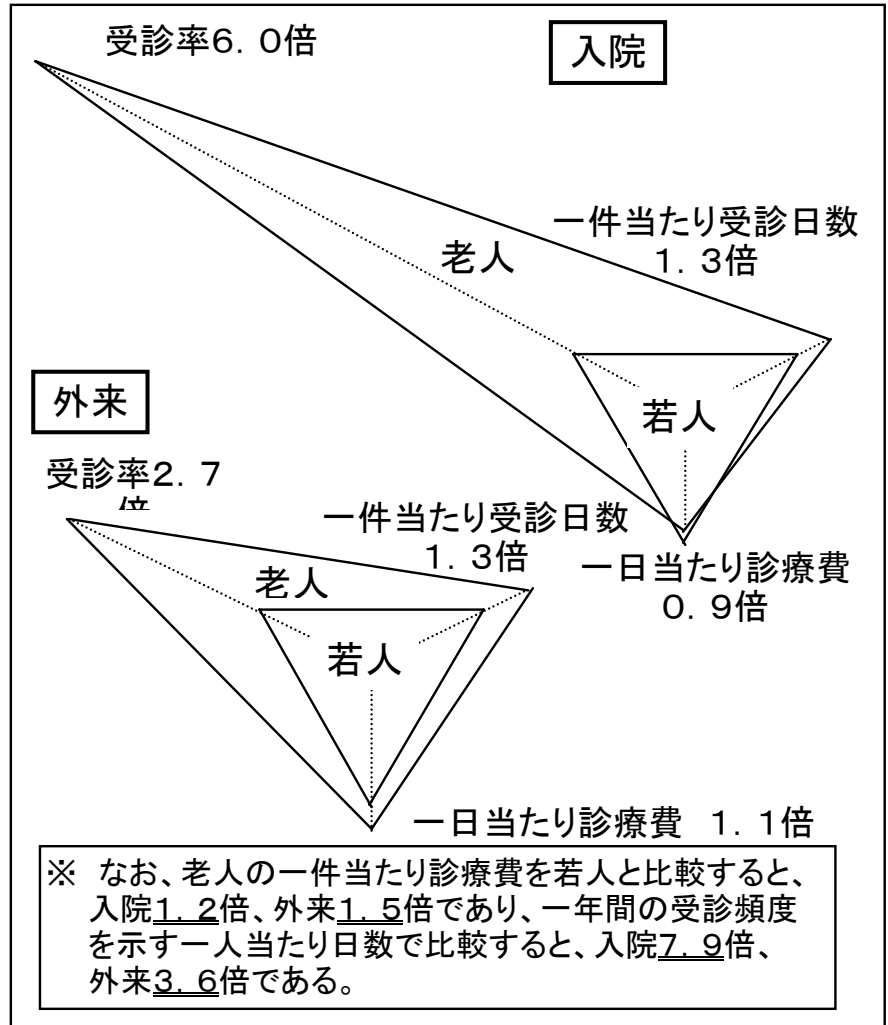 受診率6.0倍
入院
一件当たり受診日数
1.3倍
老人
若人
一日当たり診療費
0.9倍
外来
受診率2.7
一件当たり受診日数
1.3倍
老人
若人
一日当たり診療費 1.1倍
※ なお、老人の一件当たり診療費を若人と比較すると、
入院1.2倍、外来1.5倍であり、一年間の受診頻度
を示す一人当たり日数で比較すると、入院7.9倍、
外来3.6倍である。